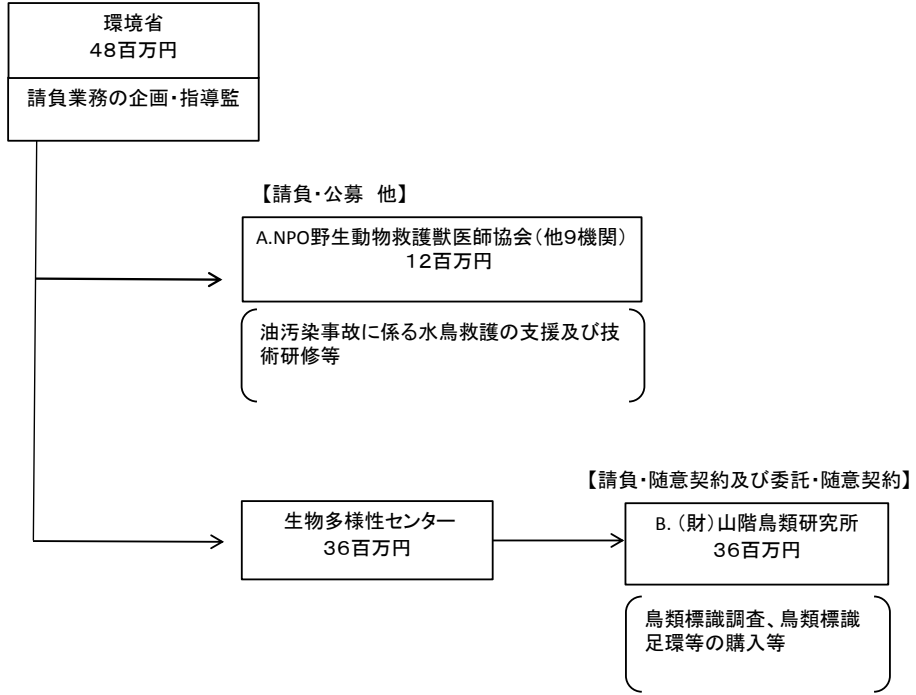 環境省
48百万円
請負業務の企画・指導監
【請負・公募　他】
A.NPO野生動物救護獣医師協会（他9機関）
12百万円
油汚染事故に係る水鳥救護の支援及び技
術研修等
【請負・随意契約及び委託・随意契約】
生物多様性センター
36百万円
B.（財）山階鳥類研究所
36百万円
鳥類標識調査、鳥類標識
足環等の購入等